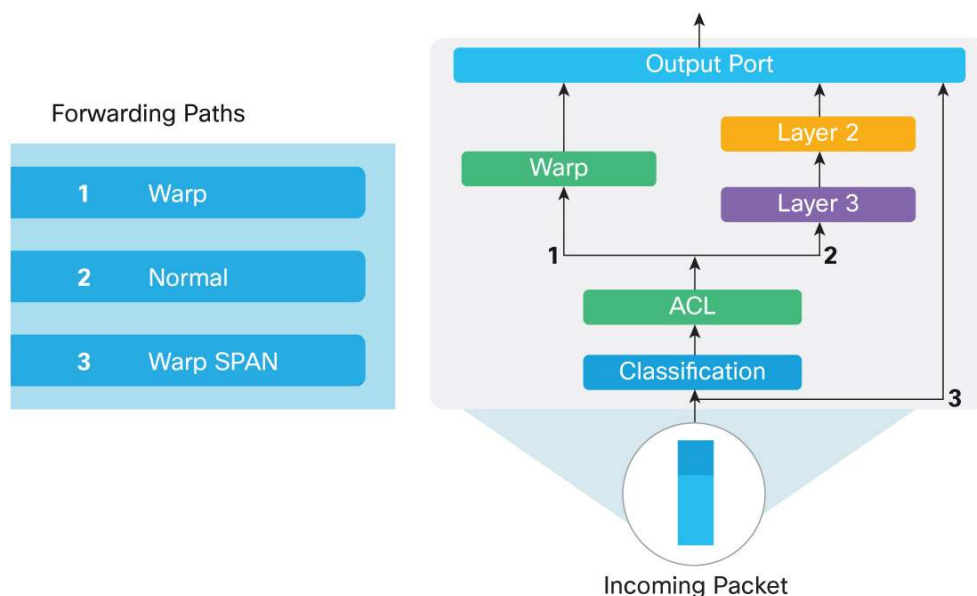 Forwarding Paths
1 Warp
2 Normal
3 Warp SPAN
Output Port
Layer 2
Warp
Layer 3
1
2
ACL
Classification
3
Incoming Packet